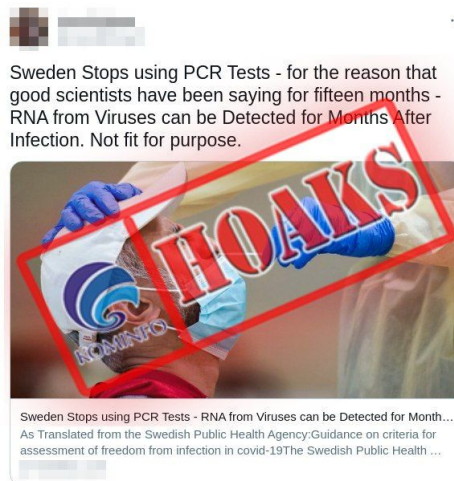 Sweden Stops using PCR Tests - for the reason that
good scientists have been saying for fifteen months -
RNA from Viruses can be Detected for Months After
Infection. Not fit for purpose.
HOAKS
KOMINFO
Sweden Stops using PCR Tests - RNA from Viruses can be Detected for Month...
As Translated from the Swedish Public Health Agency:Guidance on criteria for
assessment of freedom from infection in covid-19The Swedish Public Health ...